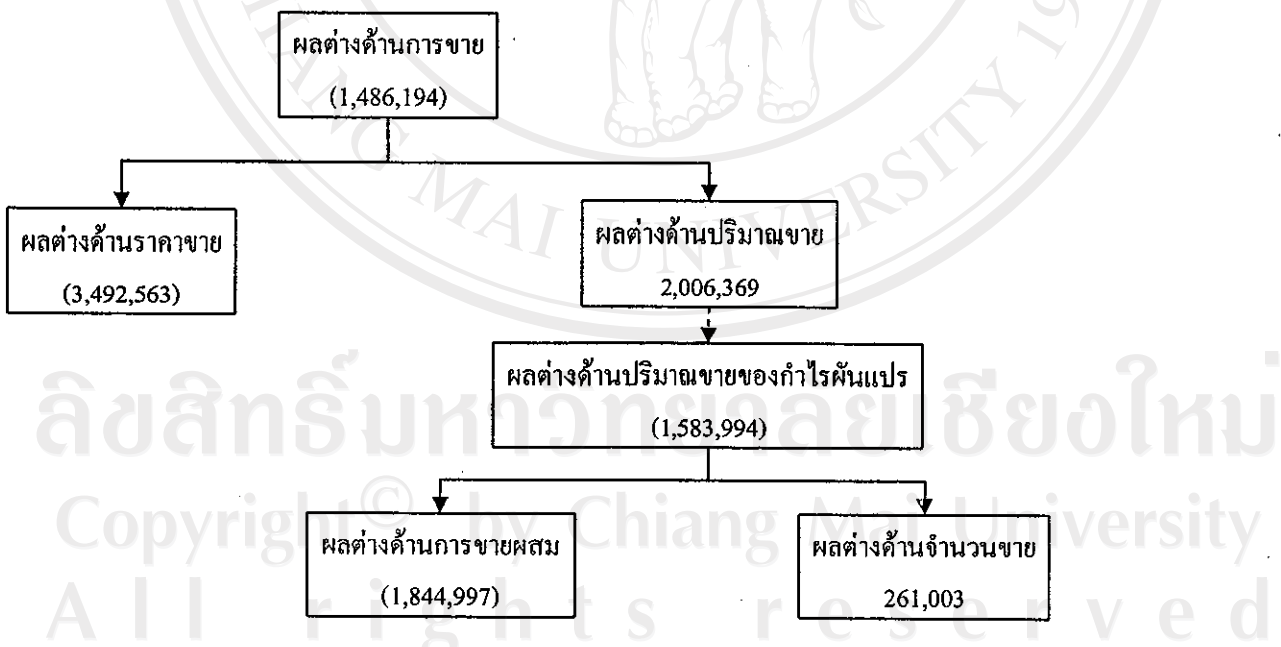 ผลต่างด้านการขาย
(1,486,194)
ผลต่างด้านราคาขาย
(3,492,563)
ผลต่างด้านปริมาณขาย
2,006,369
ผลต่างด้านปริมาณขายของกำไรผันแปร
(1,583,994)
ผลต่างด้านการขายผสม
(1,844,997)
ผลต่างด้านจำนวนขาย
261,003
ลิขสิทธิ์มหาวิทยาลัยเชียงใหม่
Copyright© by Chiang Mai University
All rights reserved